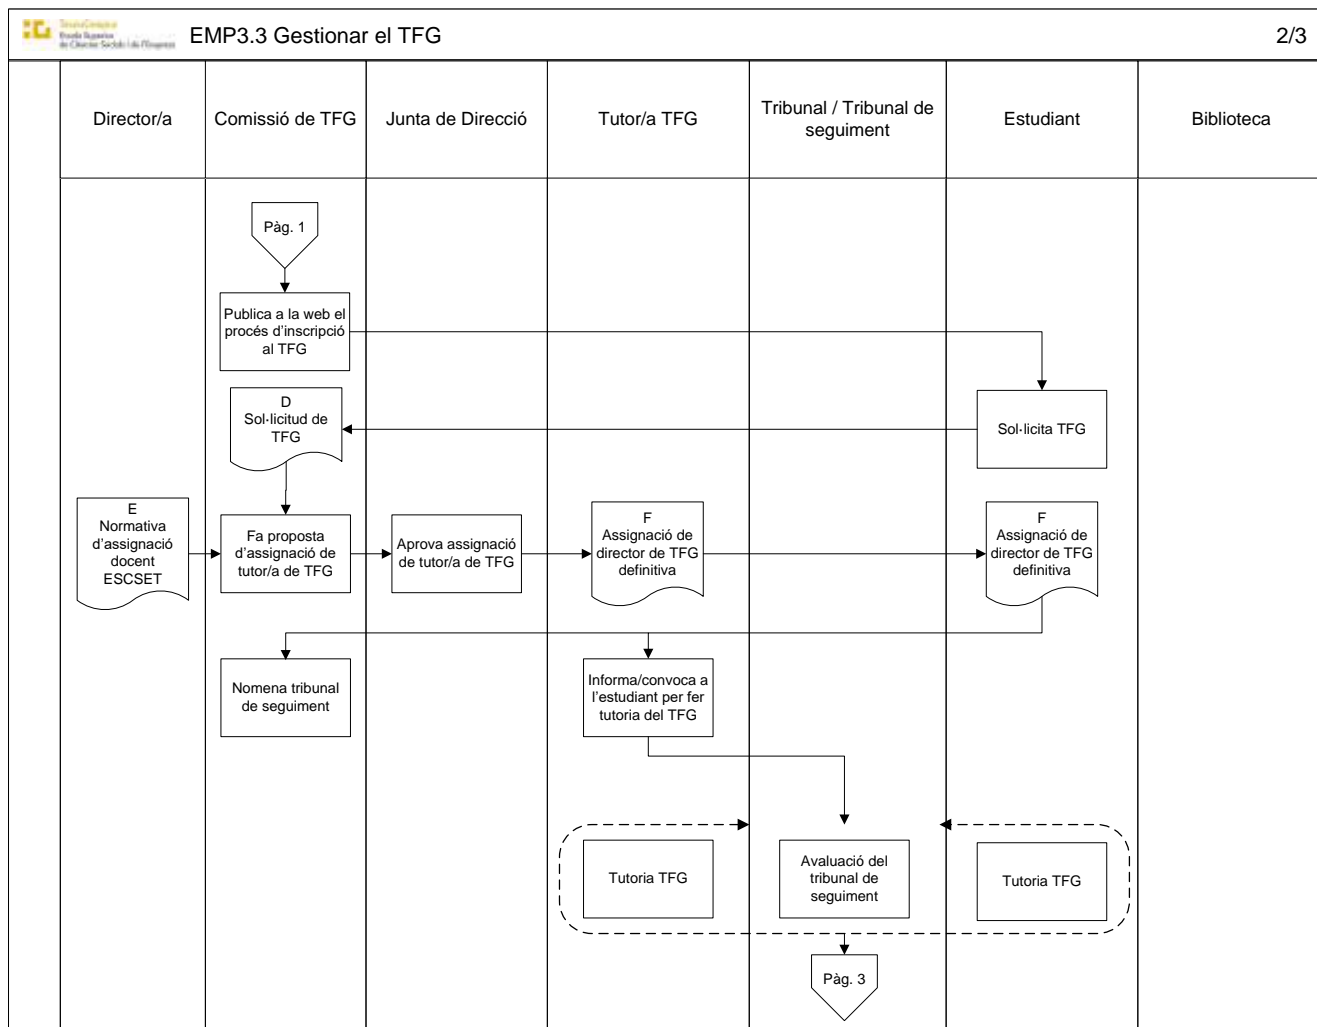 EMP3.3 Gestionar el TFG
2/3
Director/a
Comissió de TFG
Junta de Direcció
Tutor/a TFG
Tribunal / Tribunal de
seguiment
Estudiant
Biblioteca
Pàg. 1
Publica a la web el
procés d'inscripció
al TFG
D
Sol·licitud de
TFG
Sol·licita TFG
E
Normativa
d'assignació
docent
ESCSET
Fa proposta
d'assignació de
tutor/a de TFG
Aprova assignació
de tutor/a de TFG
F
Assignació de
director de TFG
definitiva
F
Assignació de
director de TFG
definitiva
Nomena tribunal
de seguiment
Informa/convoca a
l'estudiant per fer
tutoria del TFG
Tutoria TFG
Avaluació del
tribunal de
seguiment
Tutoria TFG
Pàg. 3